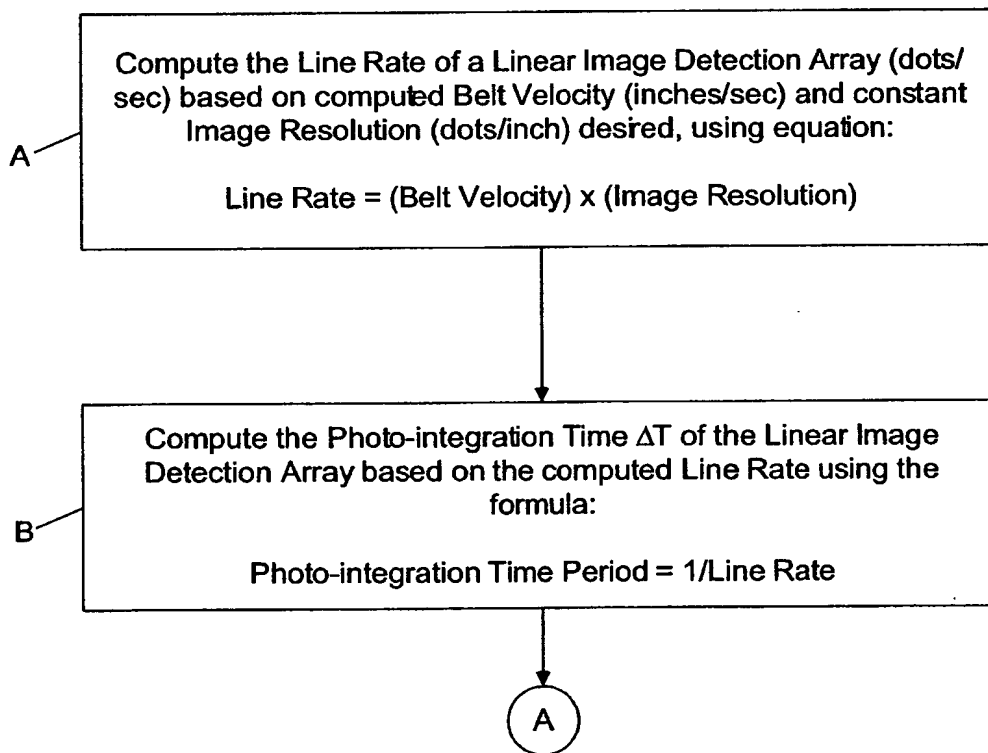 Compute the Line Rate of a Linear Image Detection Array (dots/
sec) based on computed Belt Velocity (inches/sec) and constant
Image Resolution (dots/inch) desired, using equation:
A
Line Rate = (Belt Velocity) x (Image Resolution)
Compute the Photo-integration Time ΔT of the Linear Image
Detection Array based on the computed Line Rate using the
formula:
B
Photo-integration Time Period = 1/Line Rate
A